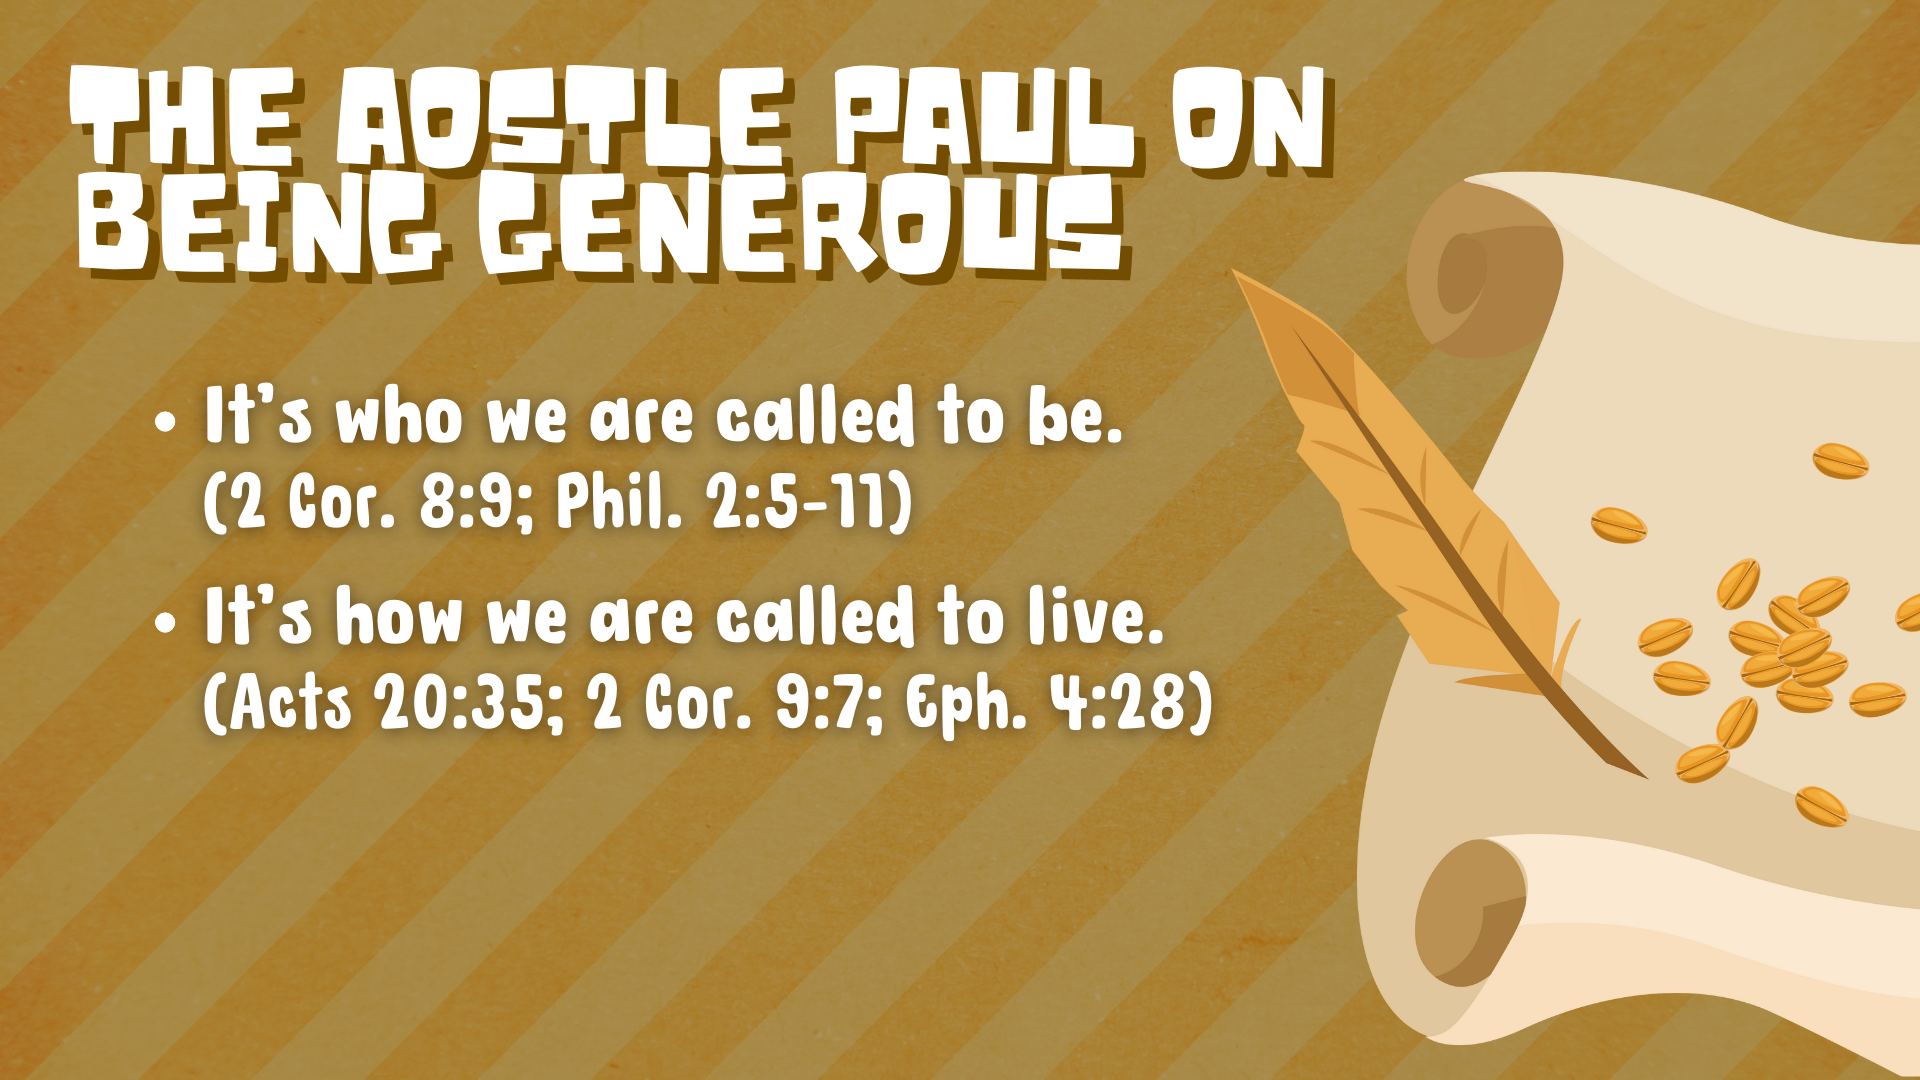 THE AOSTLE PAUL ON
BEING GENEROUS
• It's who we are called to be.
(2 Cor. 8:9; Phil. 2:5-11)
• It's how we are called to live.
(Acts 20:35; 2 Cor. 9:7; Eph. 4:28)